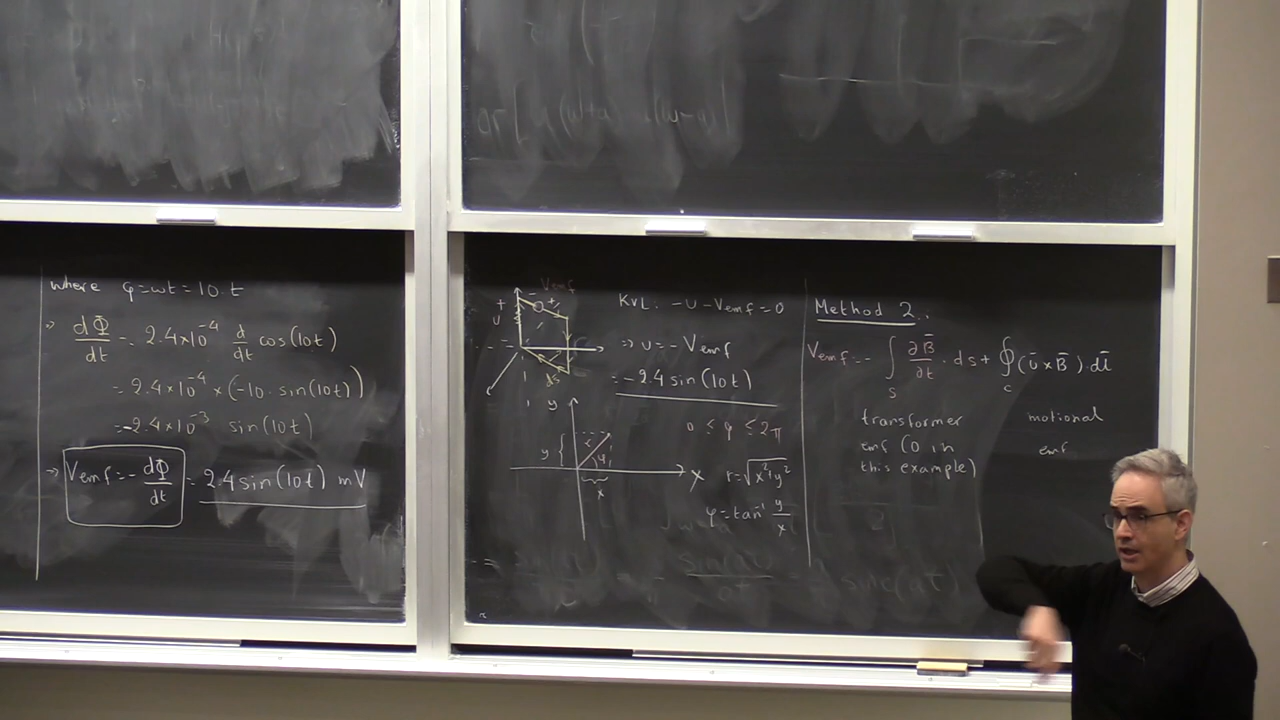 where φ=ωt=10.t
⇒ dΦ/dt = 2.4×10⁻⁴ d/dt cos(10t)
= 2.4×10⁻⁴ × (-10. sin(10t))
= -2.4×10⁻³ sin(10t)
⇒ Vemf = - dΦ/dt = 2.4 sin(10t) mV
Vemf
+
- +
υ
ds
KVL: -υ-Vemf=0
⇒ υ=-Vemf
= -2.4 sin(10t)
y
0 ≤ φ ≤ 2π
y
r
φ
x
x
r=√x²+y²
φ=tan⁻¹ y/x
Method 2..
Vemf=- ∫ₛ ∂B̄/∂t . ds + ∮c (ū×B̄).dl̄
transformer
emf (0 in
this example)
motional
emf